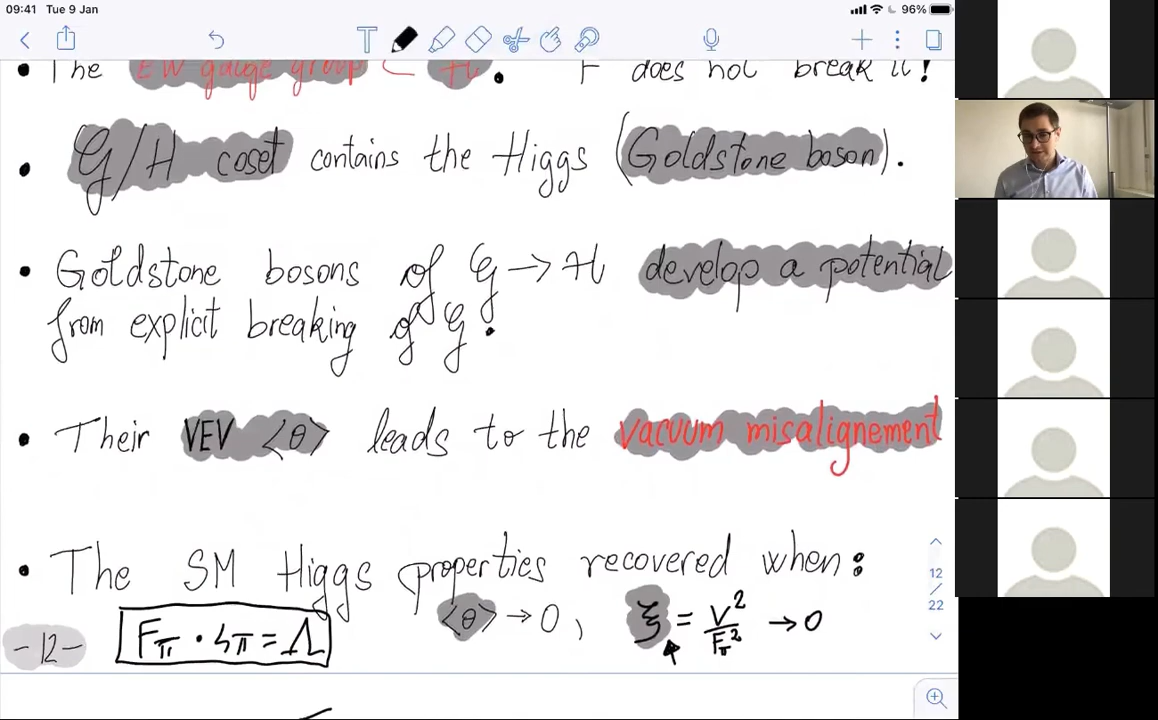 09:41 Tue 9 Jan
96%
• The EW gauge group ⊂ H. F does not break it!
• G/H coset contains the Higgs (Goldstone boson).
• Goldstone bosons of G → H develop a potential
from explicit breaking of G.
• Their VEV <θ> leads to the vacuum misalignement
• The SM Higgs properties recovered when:
<θ> → 0, ξ = V²/Fπ² → 0
Fπ · 4π = Λ
-12-
12
/
22